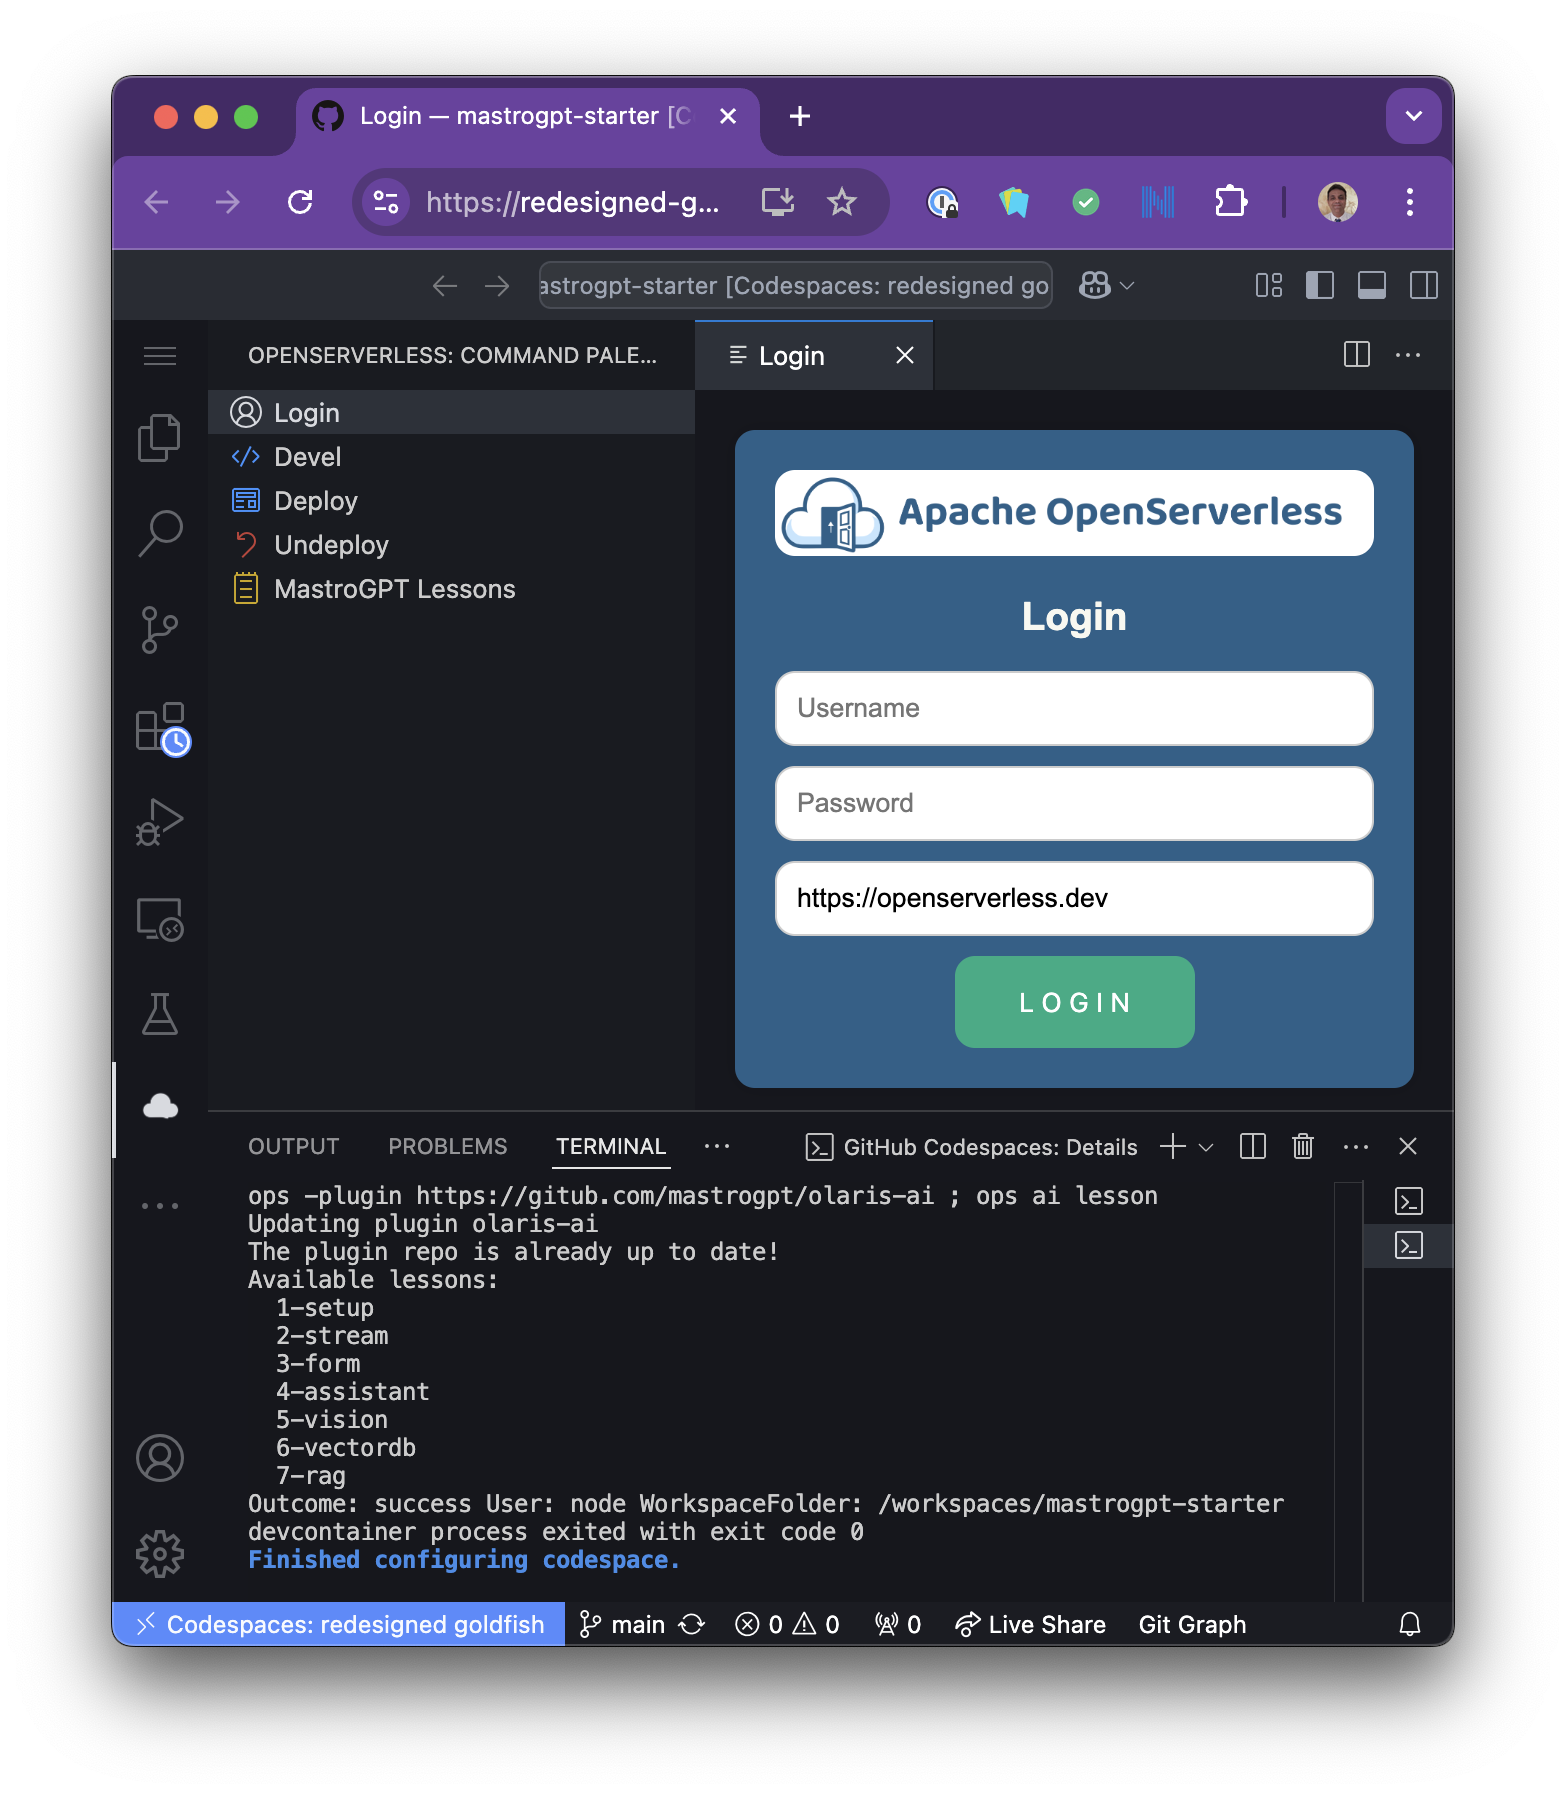 Login — mastrogpt-starter [C
https://redesigned-g...
astrogpt-starter [Codespaces: redesigned go
OPENSERVERLESS: COMMAND PALE...
Login
Login
Devel
Deploy
Undeploy
MastroGPT Lessons
Apache OpenServerless
Login
Username
Password
https://openserverless.dev
LOGIN
OUTPUT PROBLEMS TERMINAL GitHub Codespaces: Details
ops -plugin https://gitub.com/mastrogpt/olaris-ai ; ops ai lesson
Updating plugin olaris-ai
The plugin repo is already up to date!
Available lessons:
1-setup
2-stream
3-form
4-assistant
5-vision
6-vectordb
7-rag
Outcome: success User: node WorkspaceFolder: /workspaces/mastrogpt-starter
devcontainer process exited with exit code 0
Finished configuring codespace.
Codespaces: redesigned goldfish main 0 0 0 Live Share Git Graph